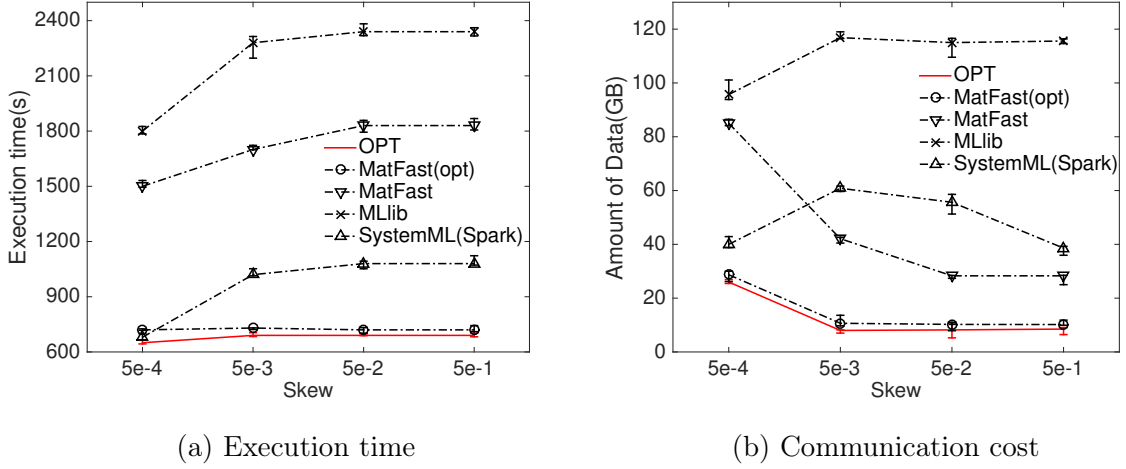 2400
2100
1800
1500
1200
900
600
Execution time(s)
OPT
MatFast(opt)
MatFast
MLlib
SystemML(Spark)
5e-4 5e-3 5e-2 5e-1
Skew
(a) Execution time
120
100
80
60
40
20
0
Amount of Data(GB)
OPT
MatFast(opt)
MatFast
MLlib
SystemML(Spark)
5e-4 5e-3 5e-2 5e-1
Skew
(b) Communication cost